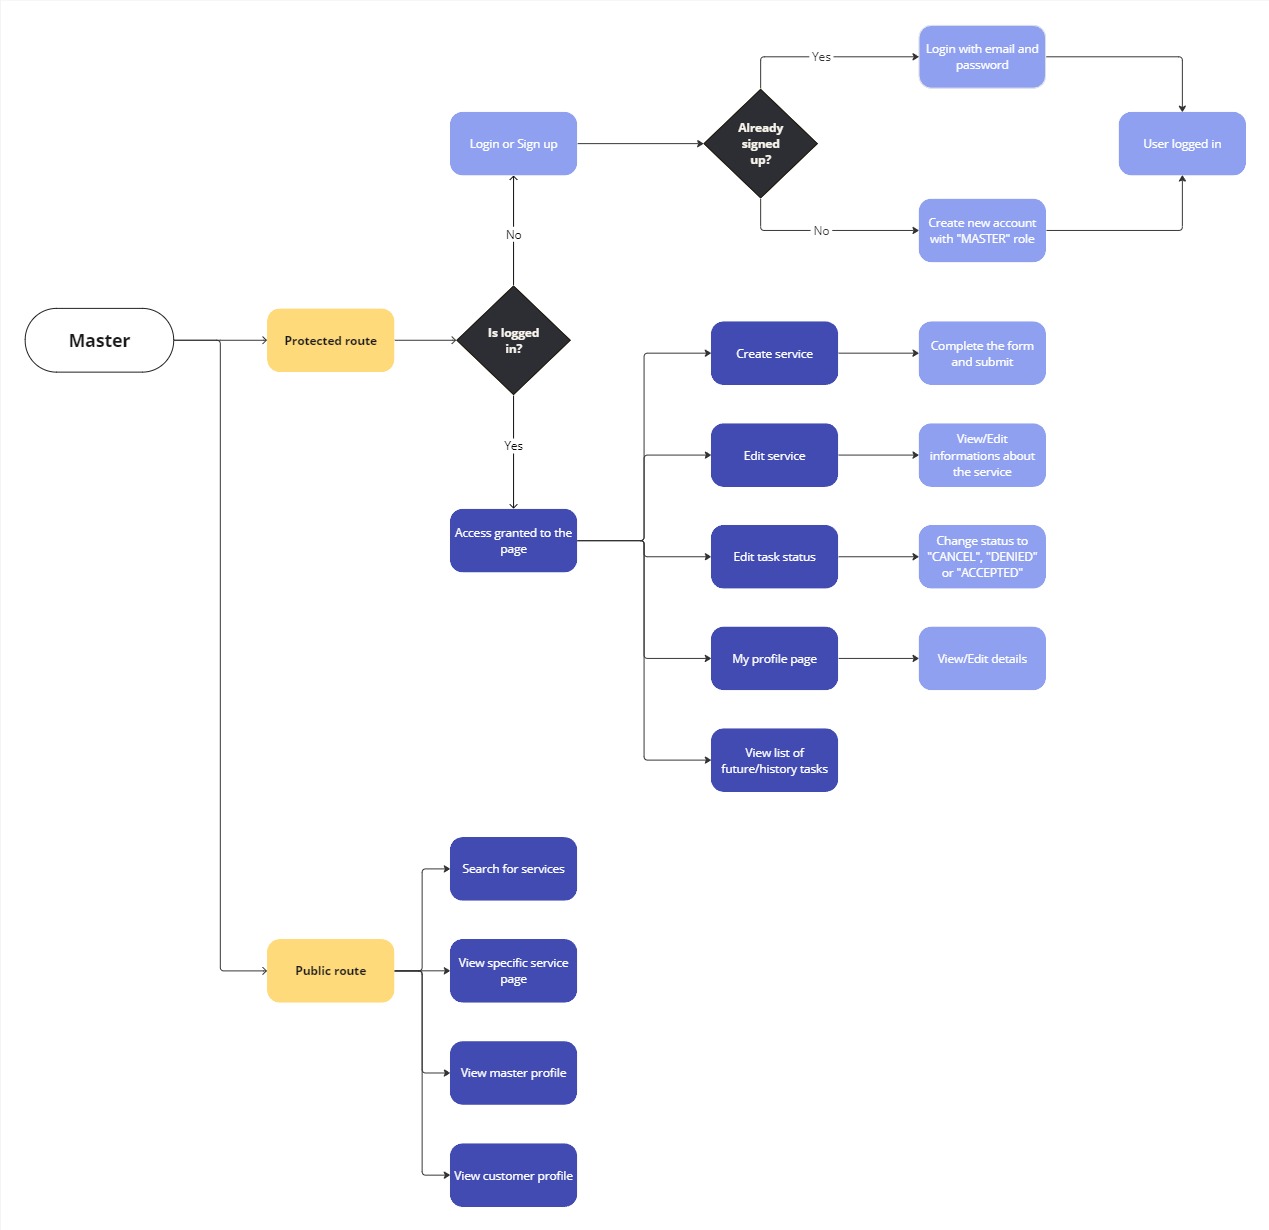 Login with email and
password
Yes
Already
signed
up?
Login or Sign up
User logged in
Create new account
with "MASTER" role
No
No
Master
Protected route
Is logged
in?
Create service
Complete the form
and submit
Yes
Edit service
View/Edit
informations about
the service
Access granted to the
page
Edit task status
Change status to
"CANCEL", "DENIED"
or "ACCEPTED"
My profile page
View/Edit details
View list of
future/history tasks
Search for services
Public route
View specific service
page
View master profile
View customer profile